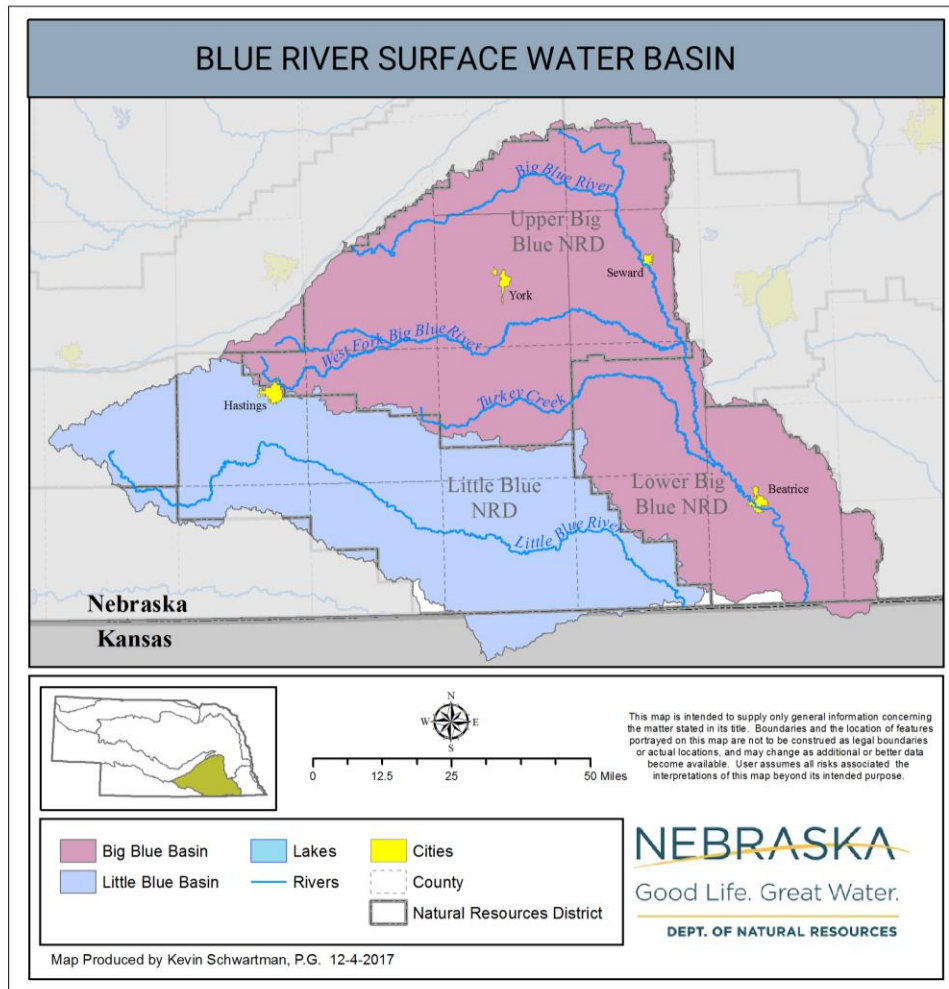 BLUE RIVER SURFACE WATER BASIN
Big Blue River
Upper Big
Blue NRD
Seward
York
West Fork Big Blue River
Hastings
Turkey Creek
Little Blue
NRD
Lower Big
Blue NRD
Beatrice
Little Blue River
Nebraska
Kansas
N
W
E
S
0 12.5 25 50 Miles
This map is intended to supply only general information concerning
the matter stated in its title. Boundaries and the location of features
portrayed on this map are not to be construed as legal boundaries
or actual locations, and may change as additional or better data
become available. User assumes all risks associated the
interpretations of this map beyond its intended purpose.
Big Blue Basin
Lakes
Cities
Little Blue Basin
Rivers
County
Natural Resources District
NEBRASKA
Good Life. Great Water.
DEPT. OF NATURAL RESOURCES
Map Produced by Kevin Schwartman, P.G. 12-4-2017